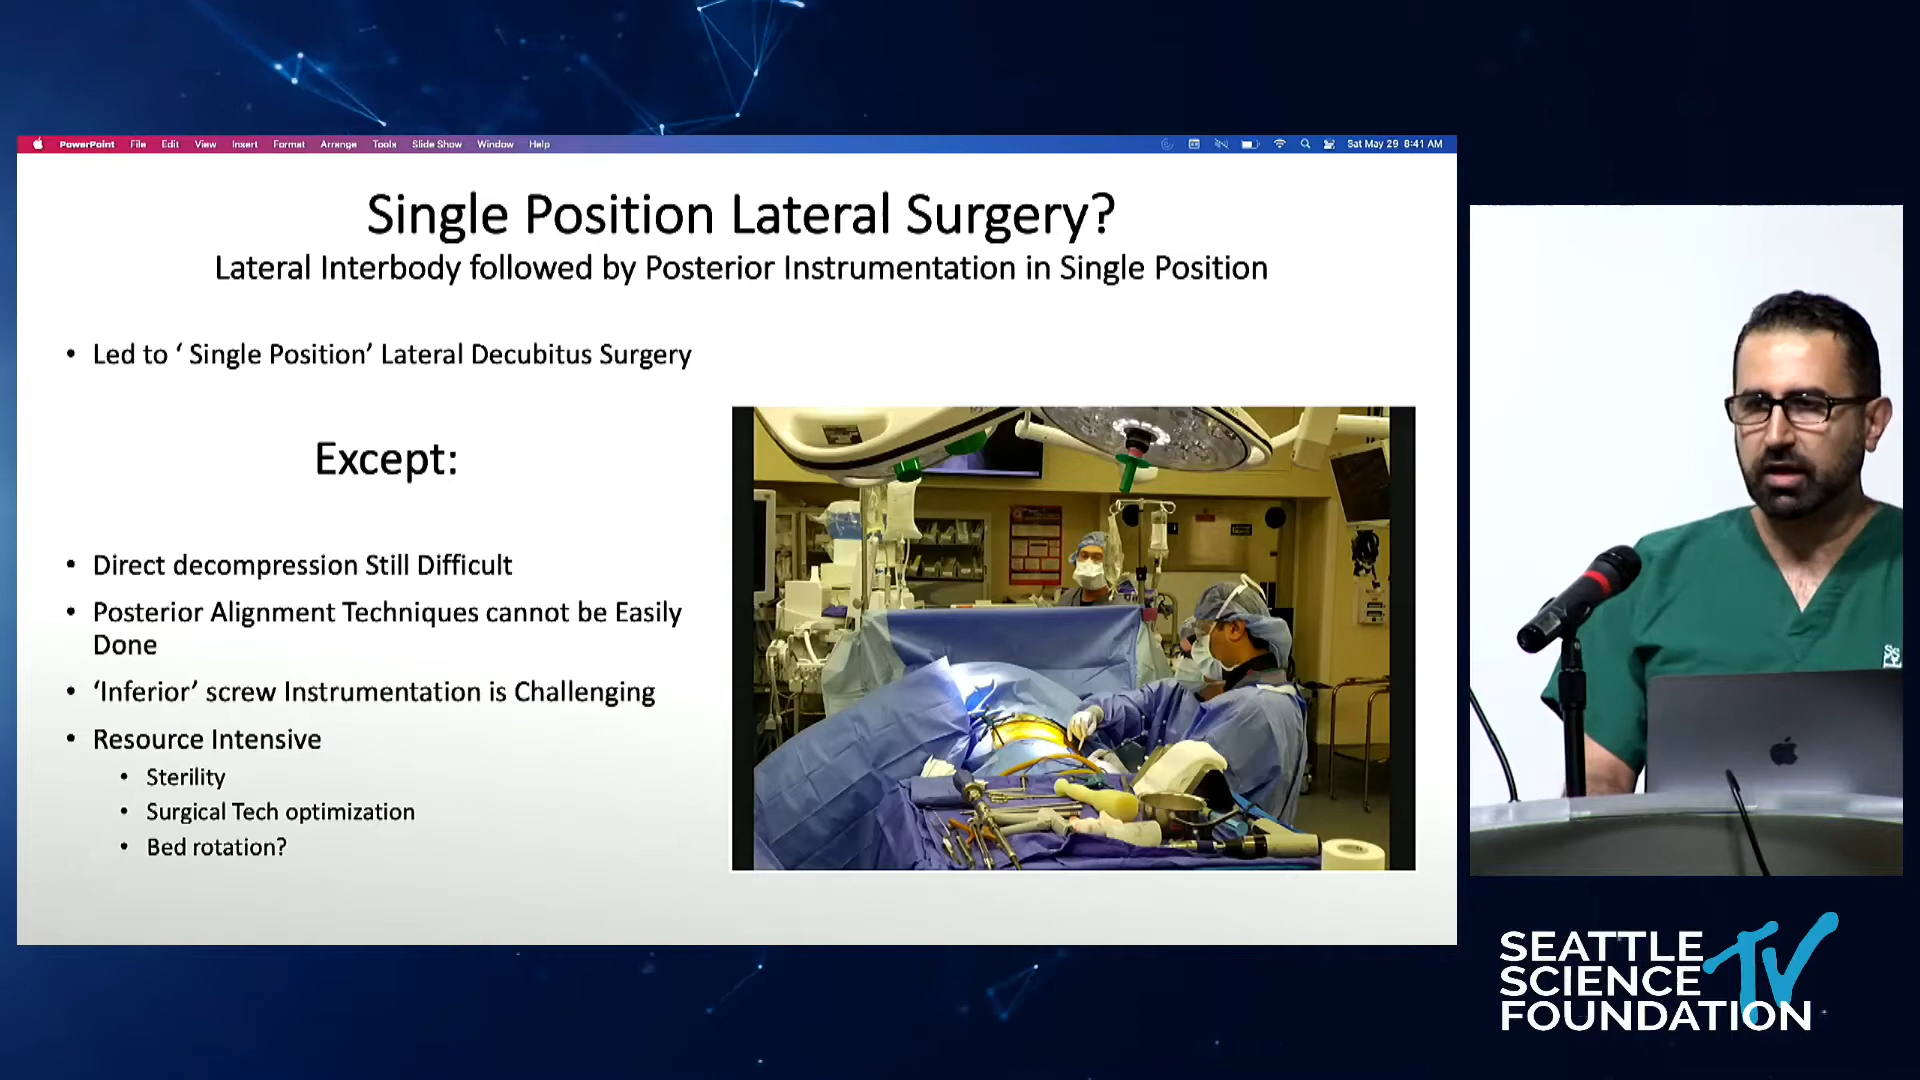 PowerPoint File Edit View Insert Format Arrange Tools Slide Show Window Help Sat May 29 8:41 AM
Single Position Lateral Surgery?
Lateral Interbody followed by Posterior Instrumentation in Single Position
• Led to ‘ Single Position’ Lateral Decubitus Surgery
Except:
• Direct decompression Still Difficult
• Posterior Alignment Techniques cannot be Easily
Done
• ‘Inferior’ screw Instrumentation is Challenging
• Resource Intensive
• Sterility
• Surgical Tech optimization
• Bed rotation?
SEATTLE
SCIENCE TV
FOUNDATION